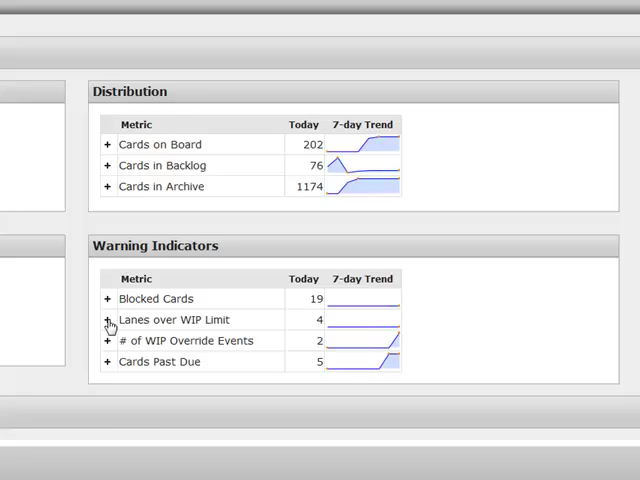 Distribution
Metric Today 7-day Trend
+ Cards on Board 202
+ Cards in Backlog 76
+ Cards in Archive 1174
Warning Indicators
Metric Today 7-day Trend
+ Blocked Cards 19
+ Lanes over WIP Limit 4
+ # of WIP Override Events 2
+ Cards Past Due 5